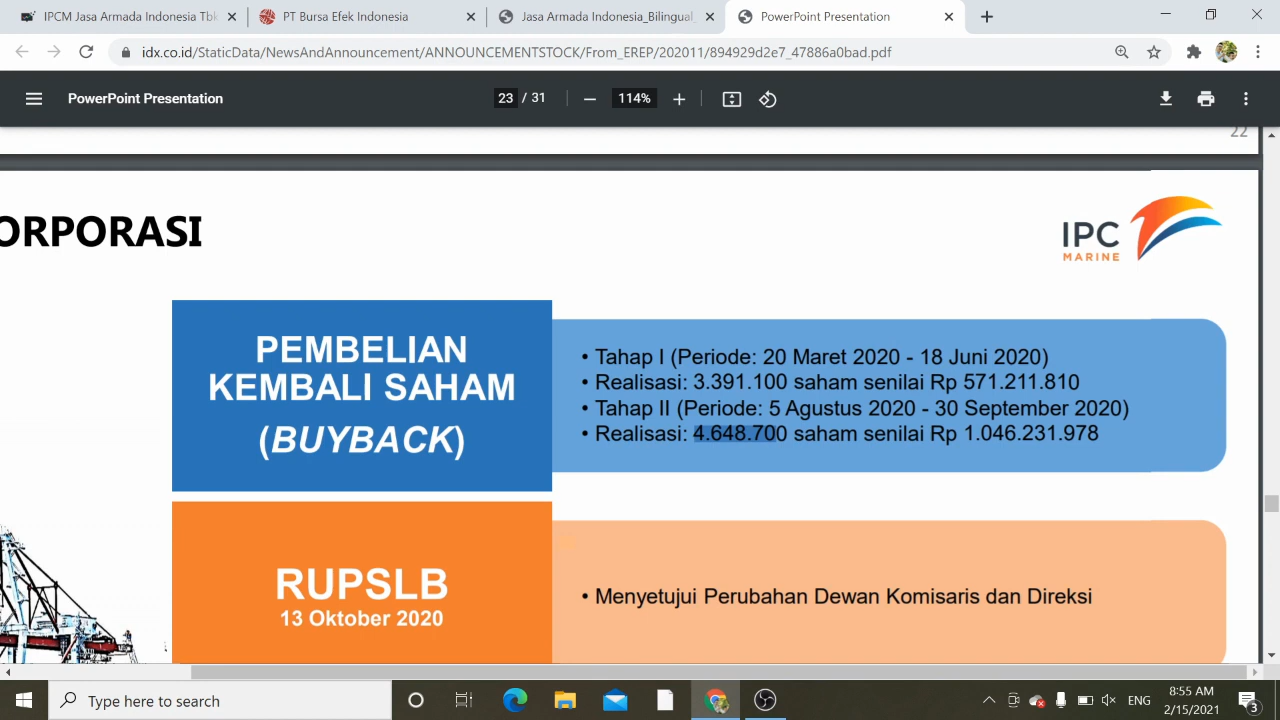 IPCM Jasa Armada Indonesia Tbk
PT Bursa Efek Indonesia
Jasa Armada Indonesia_Bilingual
PowerPoint Presentation
idx.co.id/StaticData/NewsAndAnnouncement/ANNOUNCEMENTSTOCK/From_EREP/202011/894929d2e7_47886a0bad.pdf
PowerPoint Presentation
23 / 31
114%
22
ORPORASI
IPC
MARINE
PEMBELIAN
KEMBALI SAHAM
(BUYBACK)
• Tahap I (Periode: 20 Maret 2020 - 18 Juni 2020)
• Realisasi: 3.391.100 saham senilai Rp 571.211.810
• Tahap II (Periode: 5 Agustus 2020 - 30 September 2020)
• Realisasi: 4.648.700 saham senilai Rp 1.046.231.978
RUPSLB
13 Oktober 2020
• Menyetujui Perubahan Dewan Komisaris dan Direksi
Type here to search
ENG
8:55 AM
2/15/2021
3